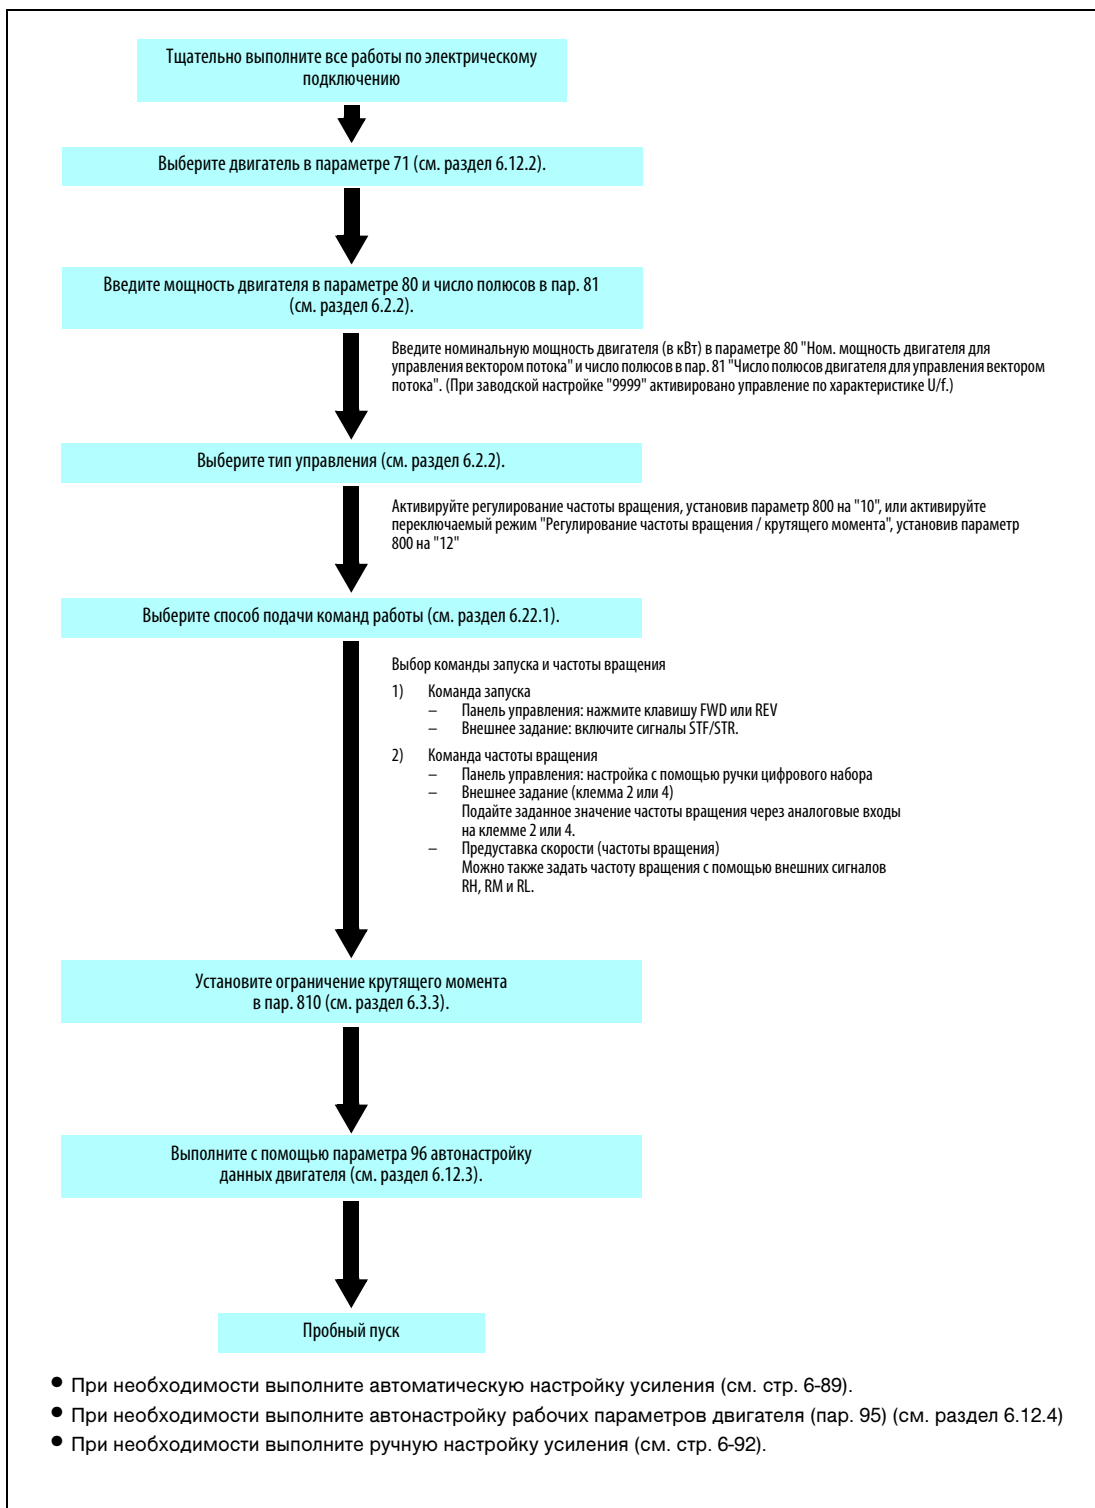 Тщательно выполните все работы по электрическому
подключению
Выберите двигатель в параметре 71 (см. раздел 6.12.2).
Введите мощность двигателя в параметре 80 и число полюсов в пар. 81
(см. раздел 6.2.2).
Введите номинальную мощность двигателя (в кВт) в параметре 80 "Ном. мощность двигателя для
управления вектором потока" и число полюсов в пар. 81 "Число полюсов двигателя для управления вектором
потока". (При заводской настройке "9999" активировано управление по характеристике U/f.)
Выберите тип управления (см. раздел 6.2.2).
Активируйте регулирование частоты вращения, установив параметр 800 на "10", или активируйте
переключаемый режим "Регулирование частоты вращения / крутящего момента", установив параметр
800 на "12"
Выберите способ подачи команд работы (см. раздел 6.22.1).
Выбор команды запуска и частоты вращения
1) Команда запуска
– Панель управления: нажмите клавишу FWD или REV
– Внешнее задание: включите сигналы STF/STR.
2) Команда частоты вращения
– Панель управления: настройка с помощью ручки цифрового набора
– Внешнее задание (клемма 2 или 4)
Подайте заданное значение частоты вращения через аналоговые входы
на клемме 2 или 4.
– Предуставка скорости (частоты вращения)
Можно также задать частоту вращения с помощью внешних сигналов
RH, RM и RL.
Установите ограничение крутящего момента
в пар. 810 (см. раздел 6.3.3).
Выполните с помощью параметра 96 автонастройку
данных двигателя (см. раздел 6.12.3).
Пробный пуск
● При необходимости выполните автоматическую настройку усиления (см. стр. 6-89).
● При необходимости выполните автонастройку рабочих параметров двигателя (пар. 95) (см. раздел 6.12.4)
● При необходимости выполните ручную настройку усиления (см. стр. 6-92).